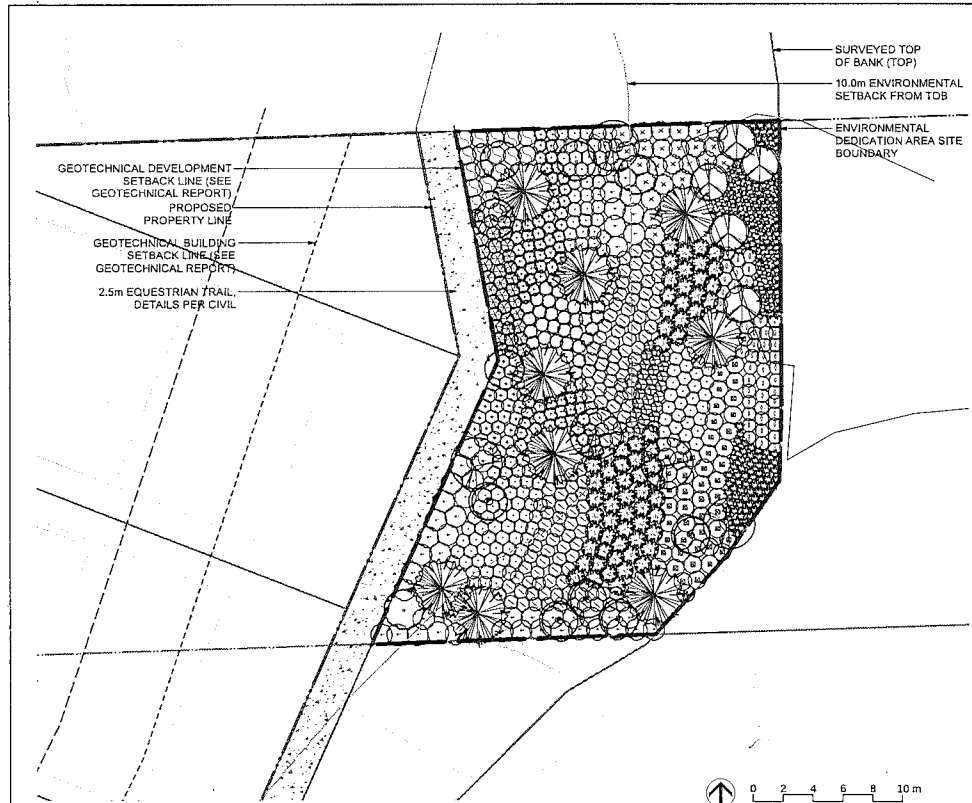 SURVEYED TOP
OF BANK (TOP)
10.0m ENVIRONMENTAL
SETBACK FROM TDB
ENVIRONMENTAL
DEDICATION AREA SITE
BOUNDARY
GEOTECHNICAL DEVELOPMENT
SETBACK LINE (SEE
GEOTECHNICAL REPORT)
PROPOSED
PROPERTY LINE
GEOTECHNICAL BUILDING
SETBACK LINE (SEE
GEOTECHNICAL REPORT)
2.5m EQUESTRIAN TRAIL,
DETAILS PER CIVIL
0 2 4 6 8 10 m